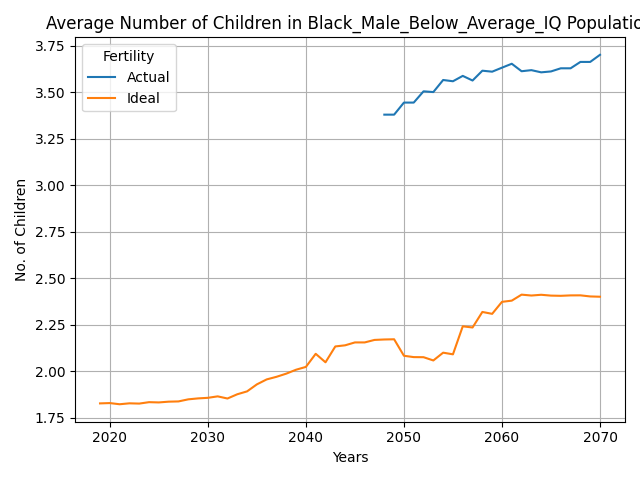 Average Number of Children in Black_Male_Below_Average_IQ Populatio
Fertility
Actual
Ideal
3.75
3.50
3.25
3.00
2.75
2.50
2.25
2.00
1.75
No. of Children
2020 2030 2040 2050 2060 2070
Years